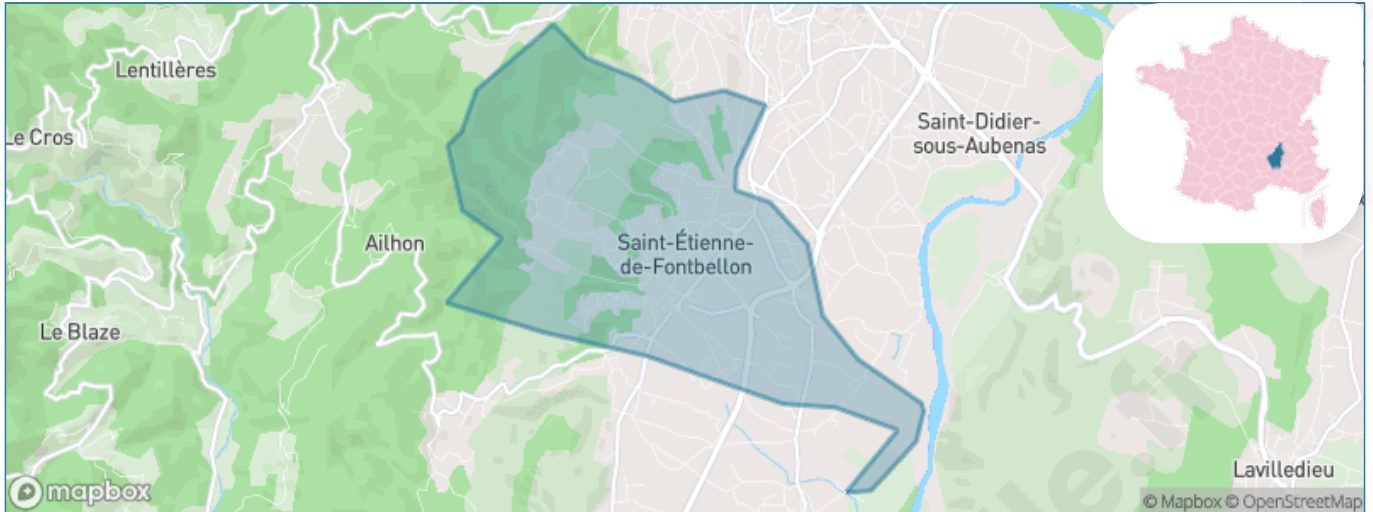 Lentillères
Le Cros
Saint-Didier-
sous-Aubenas
Ailhon
Saint-Étienne-
de-Fontbellon
Le Blaze
Lavilledieu
mapbox
© Mapbox © OpenStreetMap